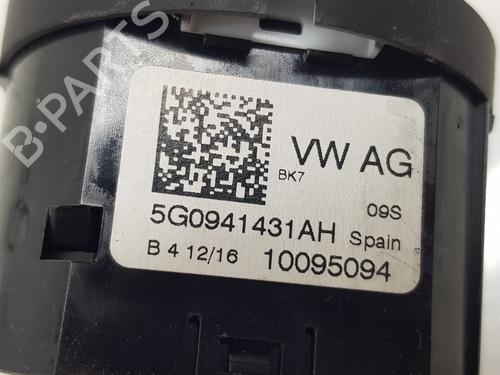 VW AG
BK7
09S
5G0941431AH Spain
B 4 12/16 10095094
B-PARTS